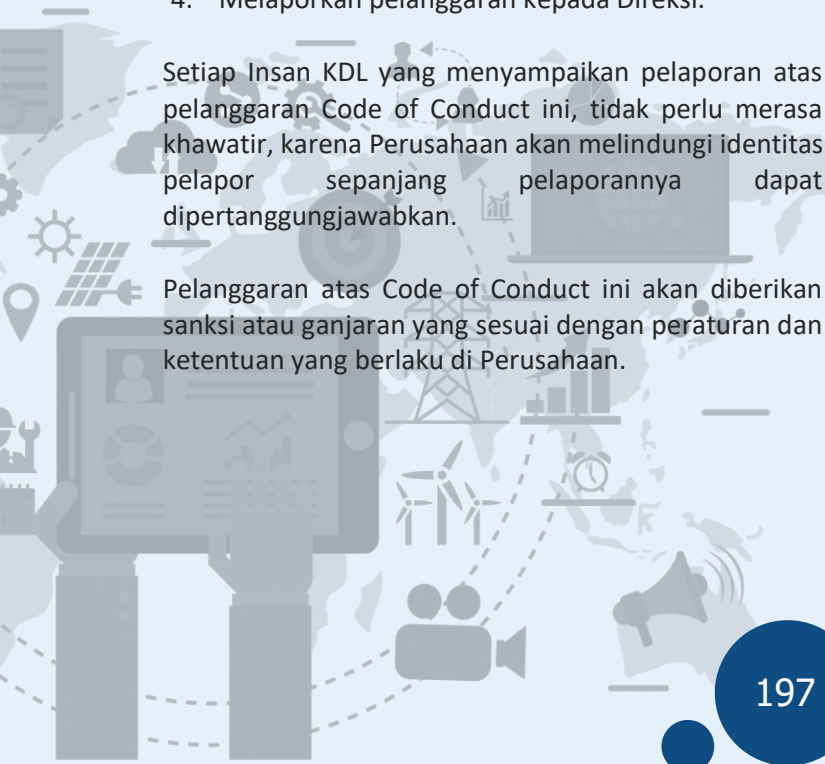 4. Melaporkan pelanggaran kepada Direksi.
Setiap Insan KDL yang menyampaikan pelaporan atas
pelanggaran Code of Conduct ini, tidak perlu merasa
khawatir, karena Perusahaan akan melindungi identitas
pelapor sepanjang pelaporannya dapat
dipertanggungjawabkan.
Pelanggaran atas Code of Conduct ini akan diberikan
sanksi atau ganjaran yang sesuai dengan peraturan dan
ketentuan yang berlaku di Perusahaan.
197